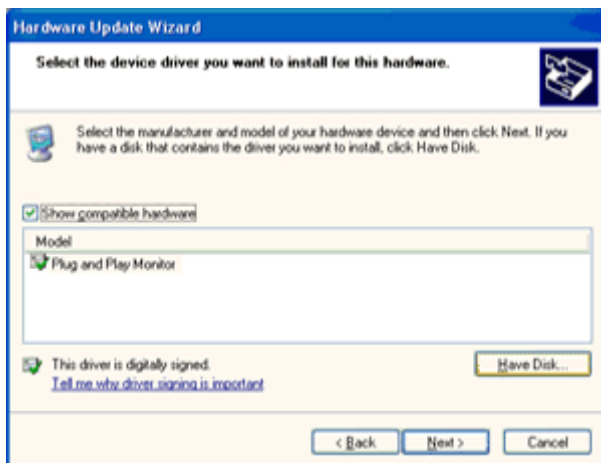 Hardware Update Wizard
Select the device driver you want to install for this hardware.
Select the manufacturer and model of your hardware device and then click Next. If you
have a disk that contains the driver you want to install, click Have Disk.
Show compatible hardware
Model
Plug and Play Monitor
This driver is digitally signed.
Have Disk...
Tell me why driver signing is important
< Back
Next >
Cancel